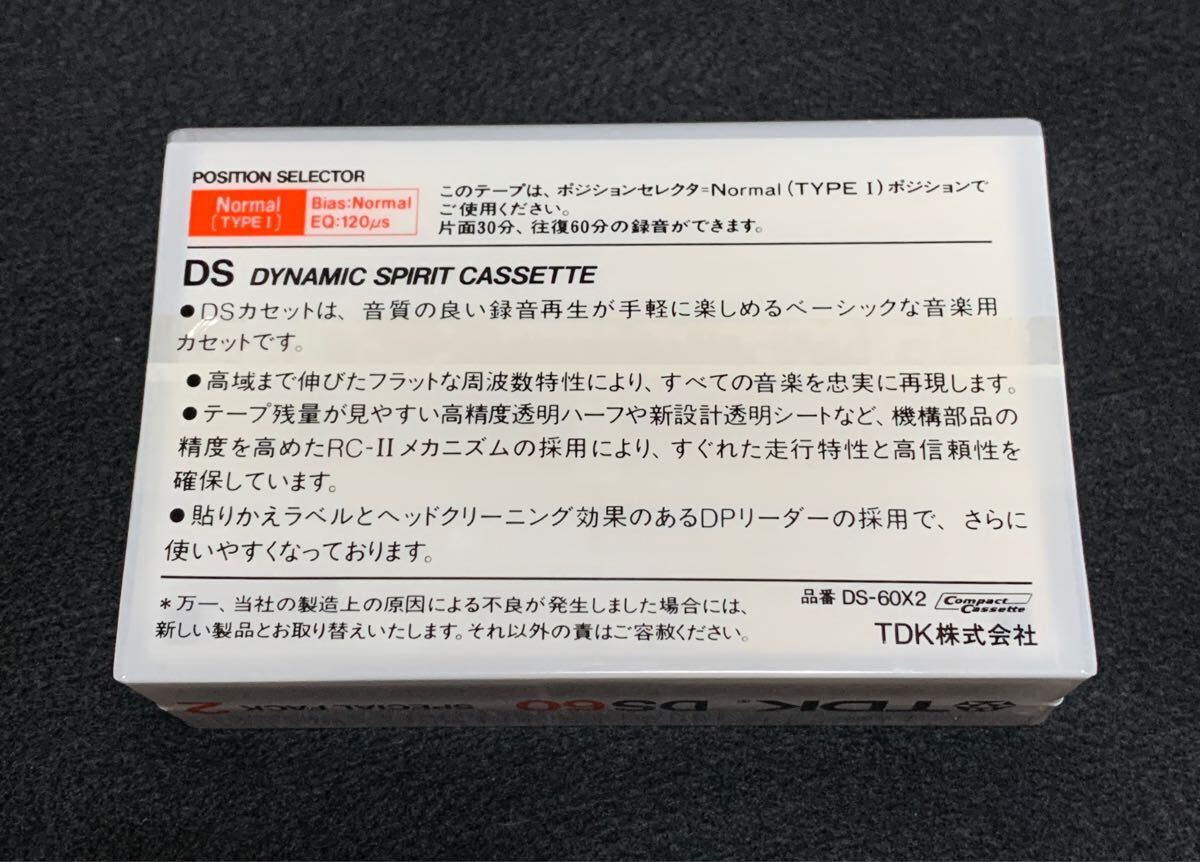 POSITION SELECTOR
Normal
[TYPE I]
Bias:Normal
EQ:120μs
このテープは、ポジションセレクタ=Normal(TYPE I)ポジションで
ご使用ください。
片面30分、往復60分の録音ができます。
DS DYNAMIC SPIRIT CASSETTE
●DSカセットは、音質の良い録音再生が手軽に楽しめるベーシックな音楽用
カセットです。
●高域まで伸びたフラットな周波数特性により、すべての音楽を忠実に再現します。
●テープ残量が見やすい高精度透明ハーフや新設計透明シートなど、機構部品の
精度を高めたRC-IIメカニズムの採用により、すぐれた走行特性と高信頼性を
確保しています。
●貼りかえラベルとヘッドクリーニング効果のあるDPリーダーの採用で、さらに
使いやすくなっております。
*万一、当社の製造上の原因による不良が発生しました場合には、
新しい製品とお取り替えいたします。それ以外の責はご容赦ください。
品番 DS-60X2 Compact Cassette
TDK株式会社
TDK® DS60 SPECIAL PACK 2